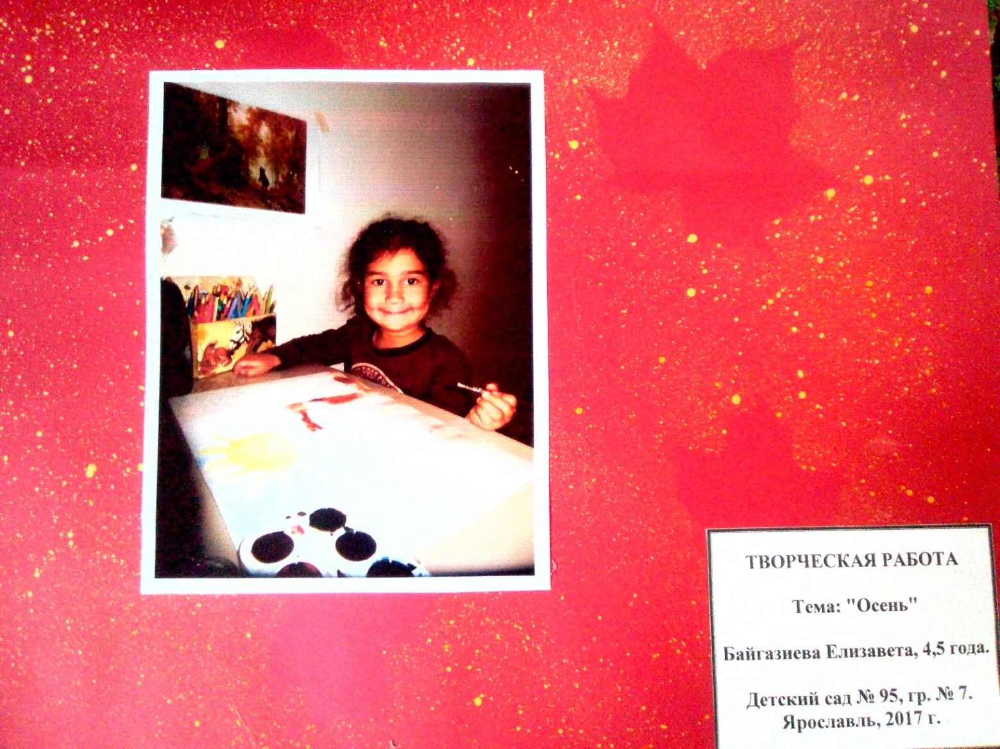 ТВОРЧЕСКАЯ РАБОТА
Тема: "Осень"
Байгазиева Елизавета, 4,5 года.
Детский сад № 95, гр. № 7.
Ярославль, 2017 г.